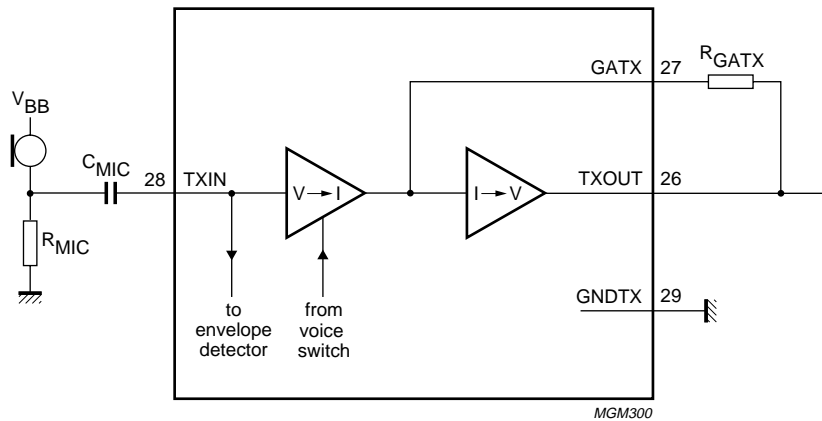 GATX 27 RGATX
VBB
CMIC
28 TXIN
V → I
I → V
TXOUT 26
RMIC
GNDTX 29
to
envelope
detector
from
voice
switch
MGM300